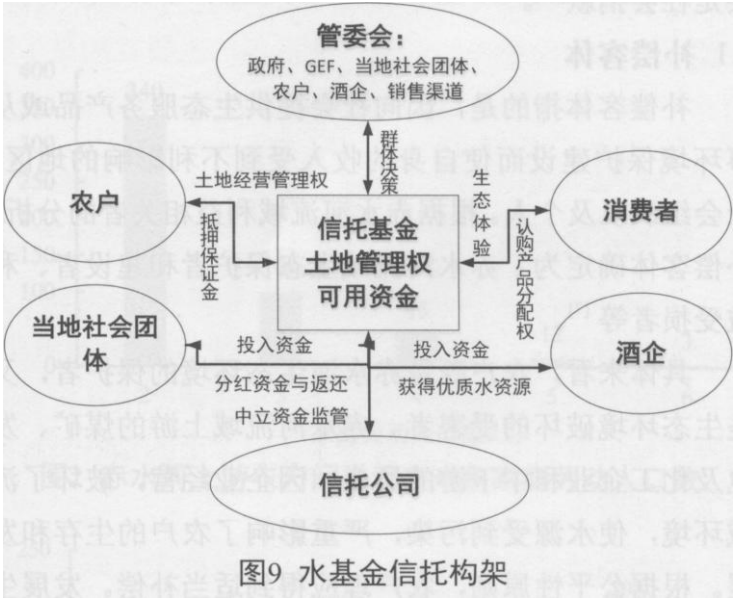 管委会：
政府、GEF、当地社会团体、
农户、酒企、销售渠道
群体决策
生态体验
土地经营管理权
农户
抵押保证金
信托基金
土地管理权
可用资金
消费者
认购产品分配权
当地社会团
体
投入资金
投入资金
酒企
分红资金与返还
获得优质水资源
中立资金监管
信托公司
图9 水基金信托构架